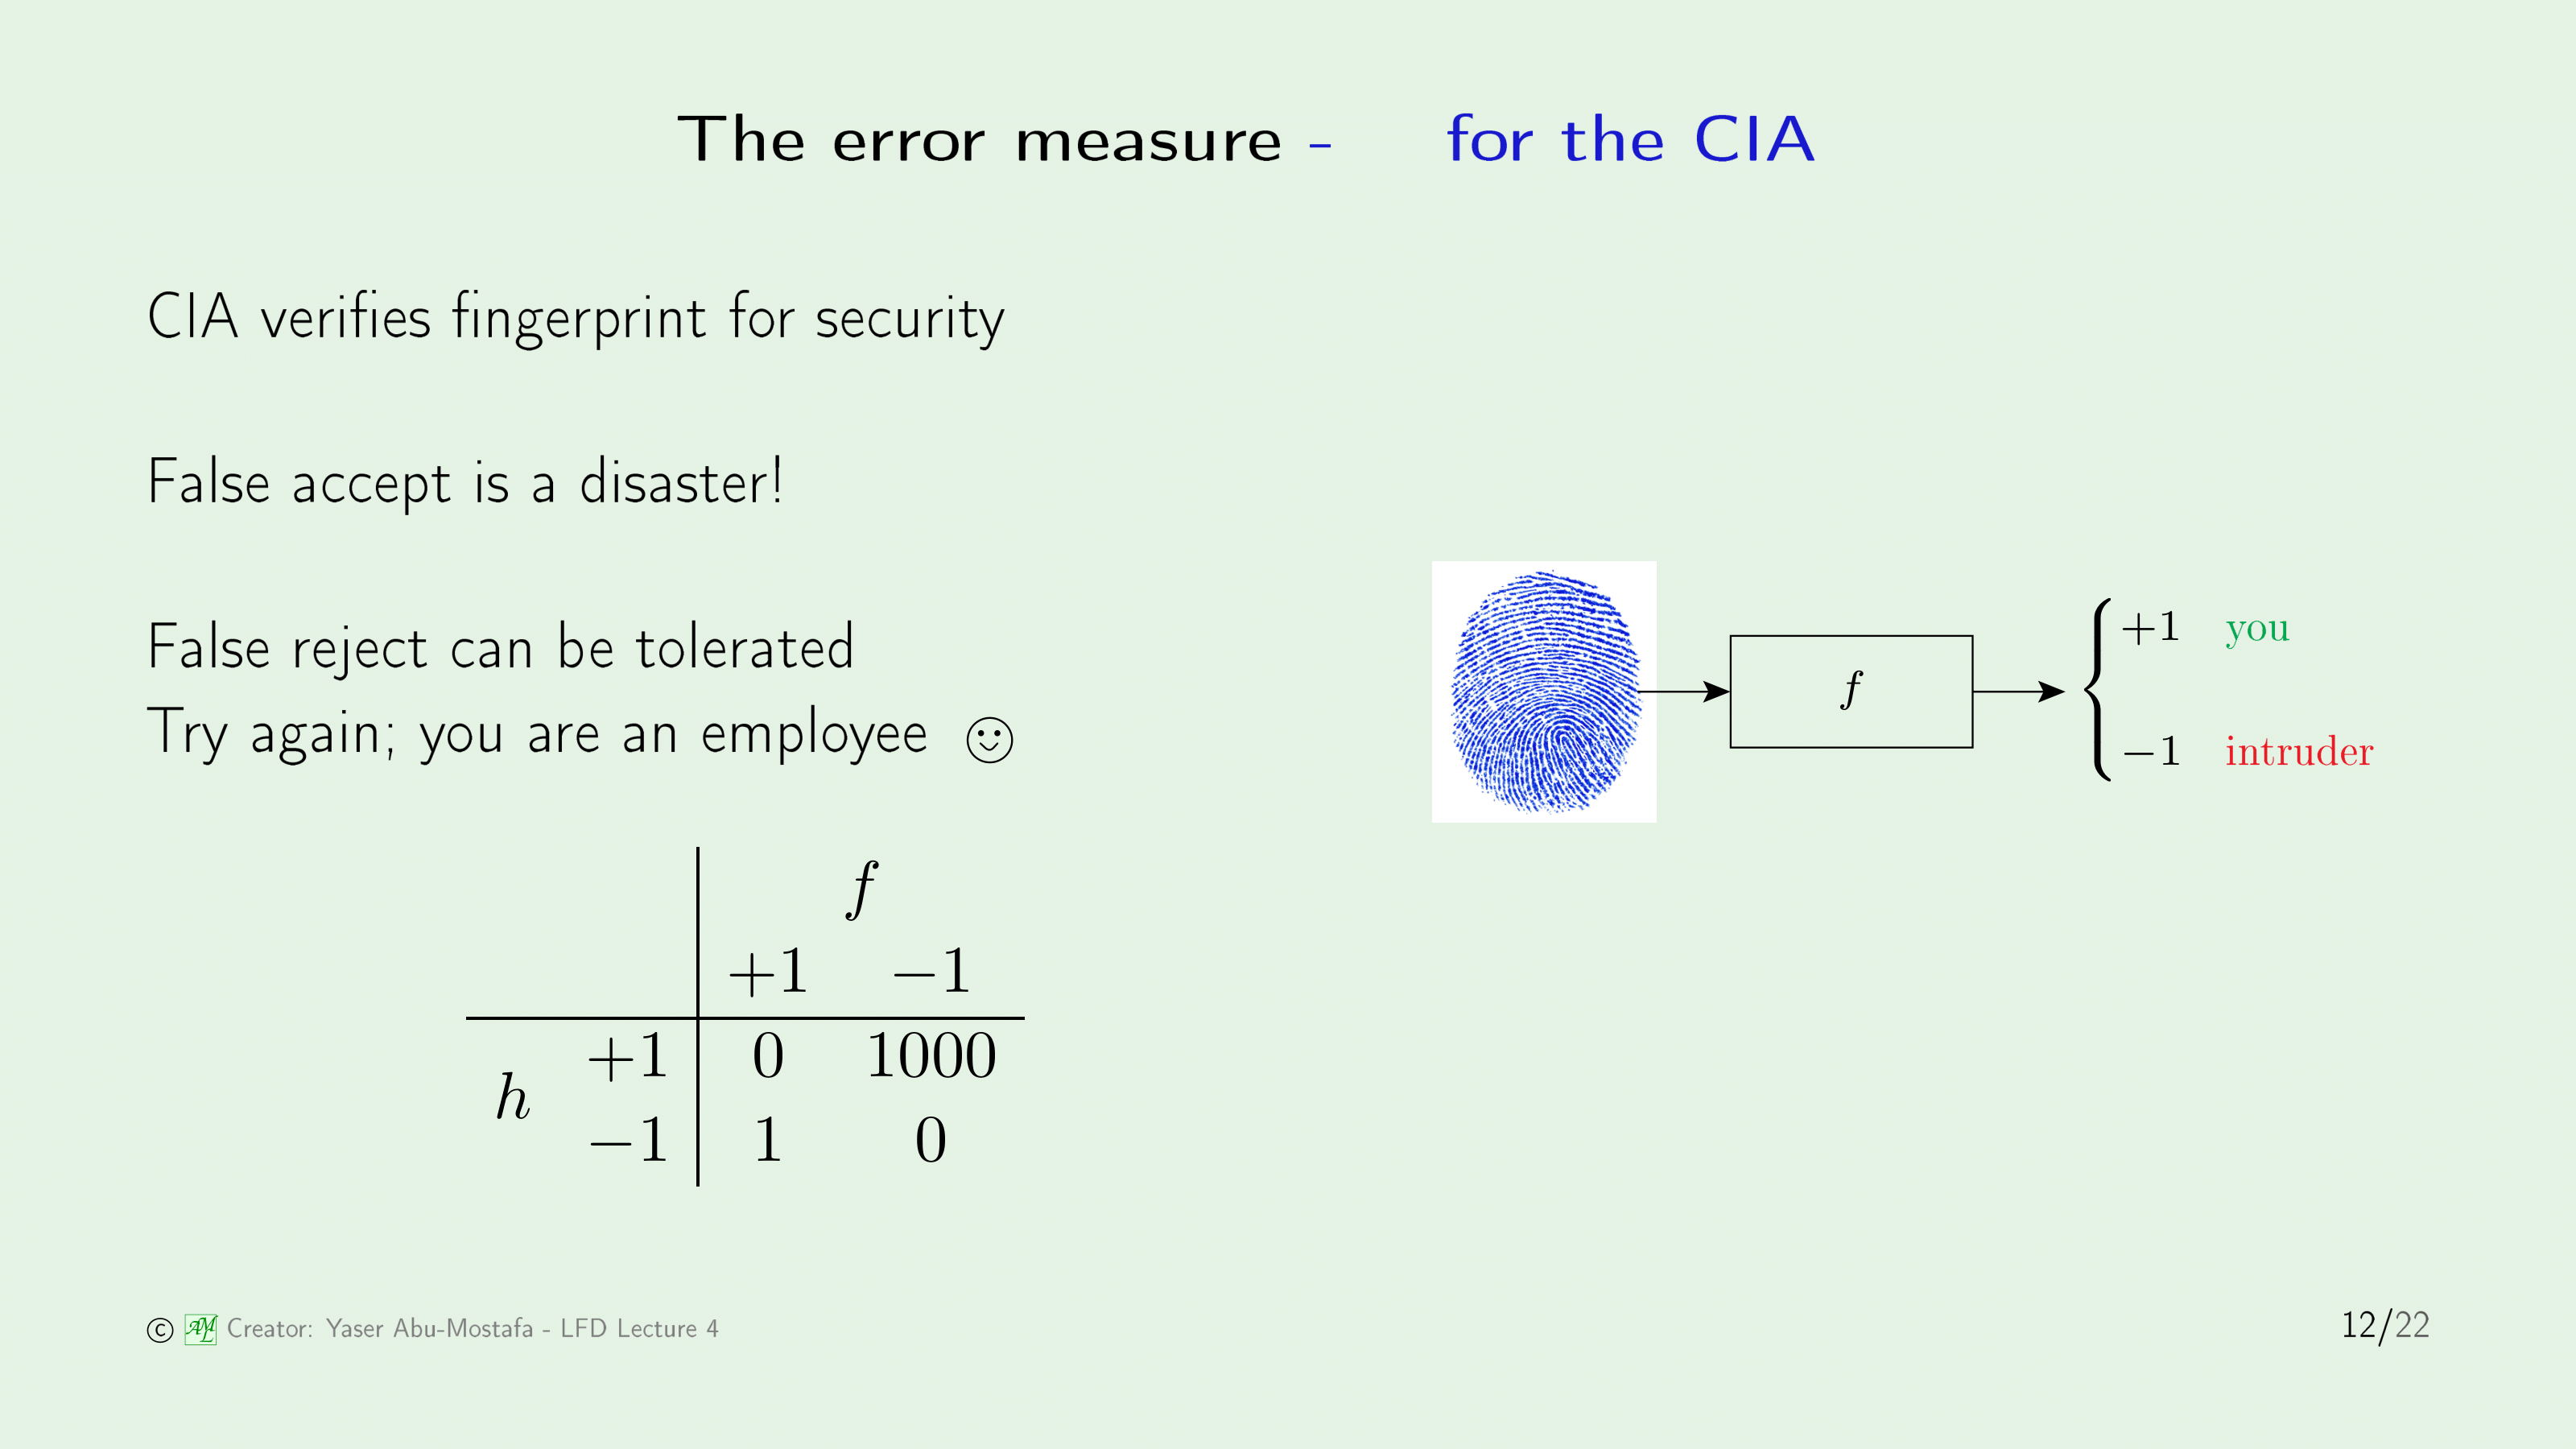 The error measure - for the CIA
CIA verifies fingerprint for security
False accept is a disaster!
False reject can be tolerated
Try again; you are an employee
f
+1 you
−1 intruder
f
+1 −1
+1 0 1000
h
−1 1 0
© AML Creator: Yaser Abu-Mostafa - LFD Lecture 4
12/22